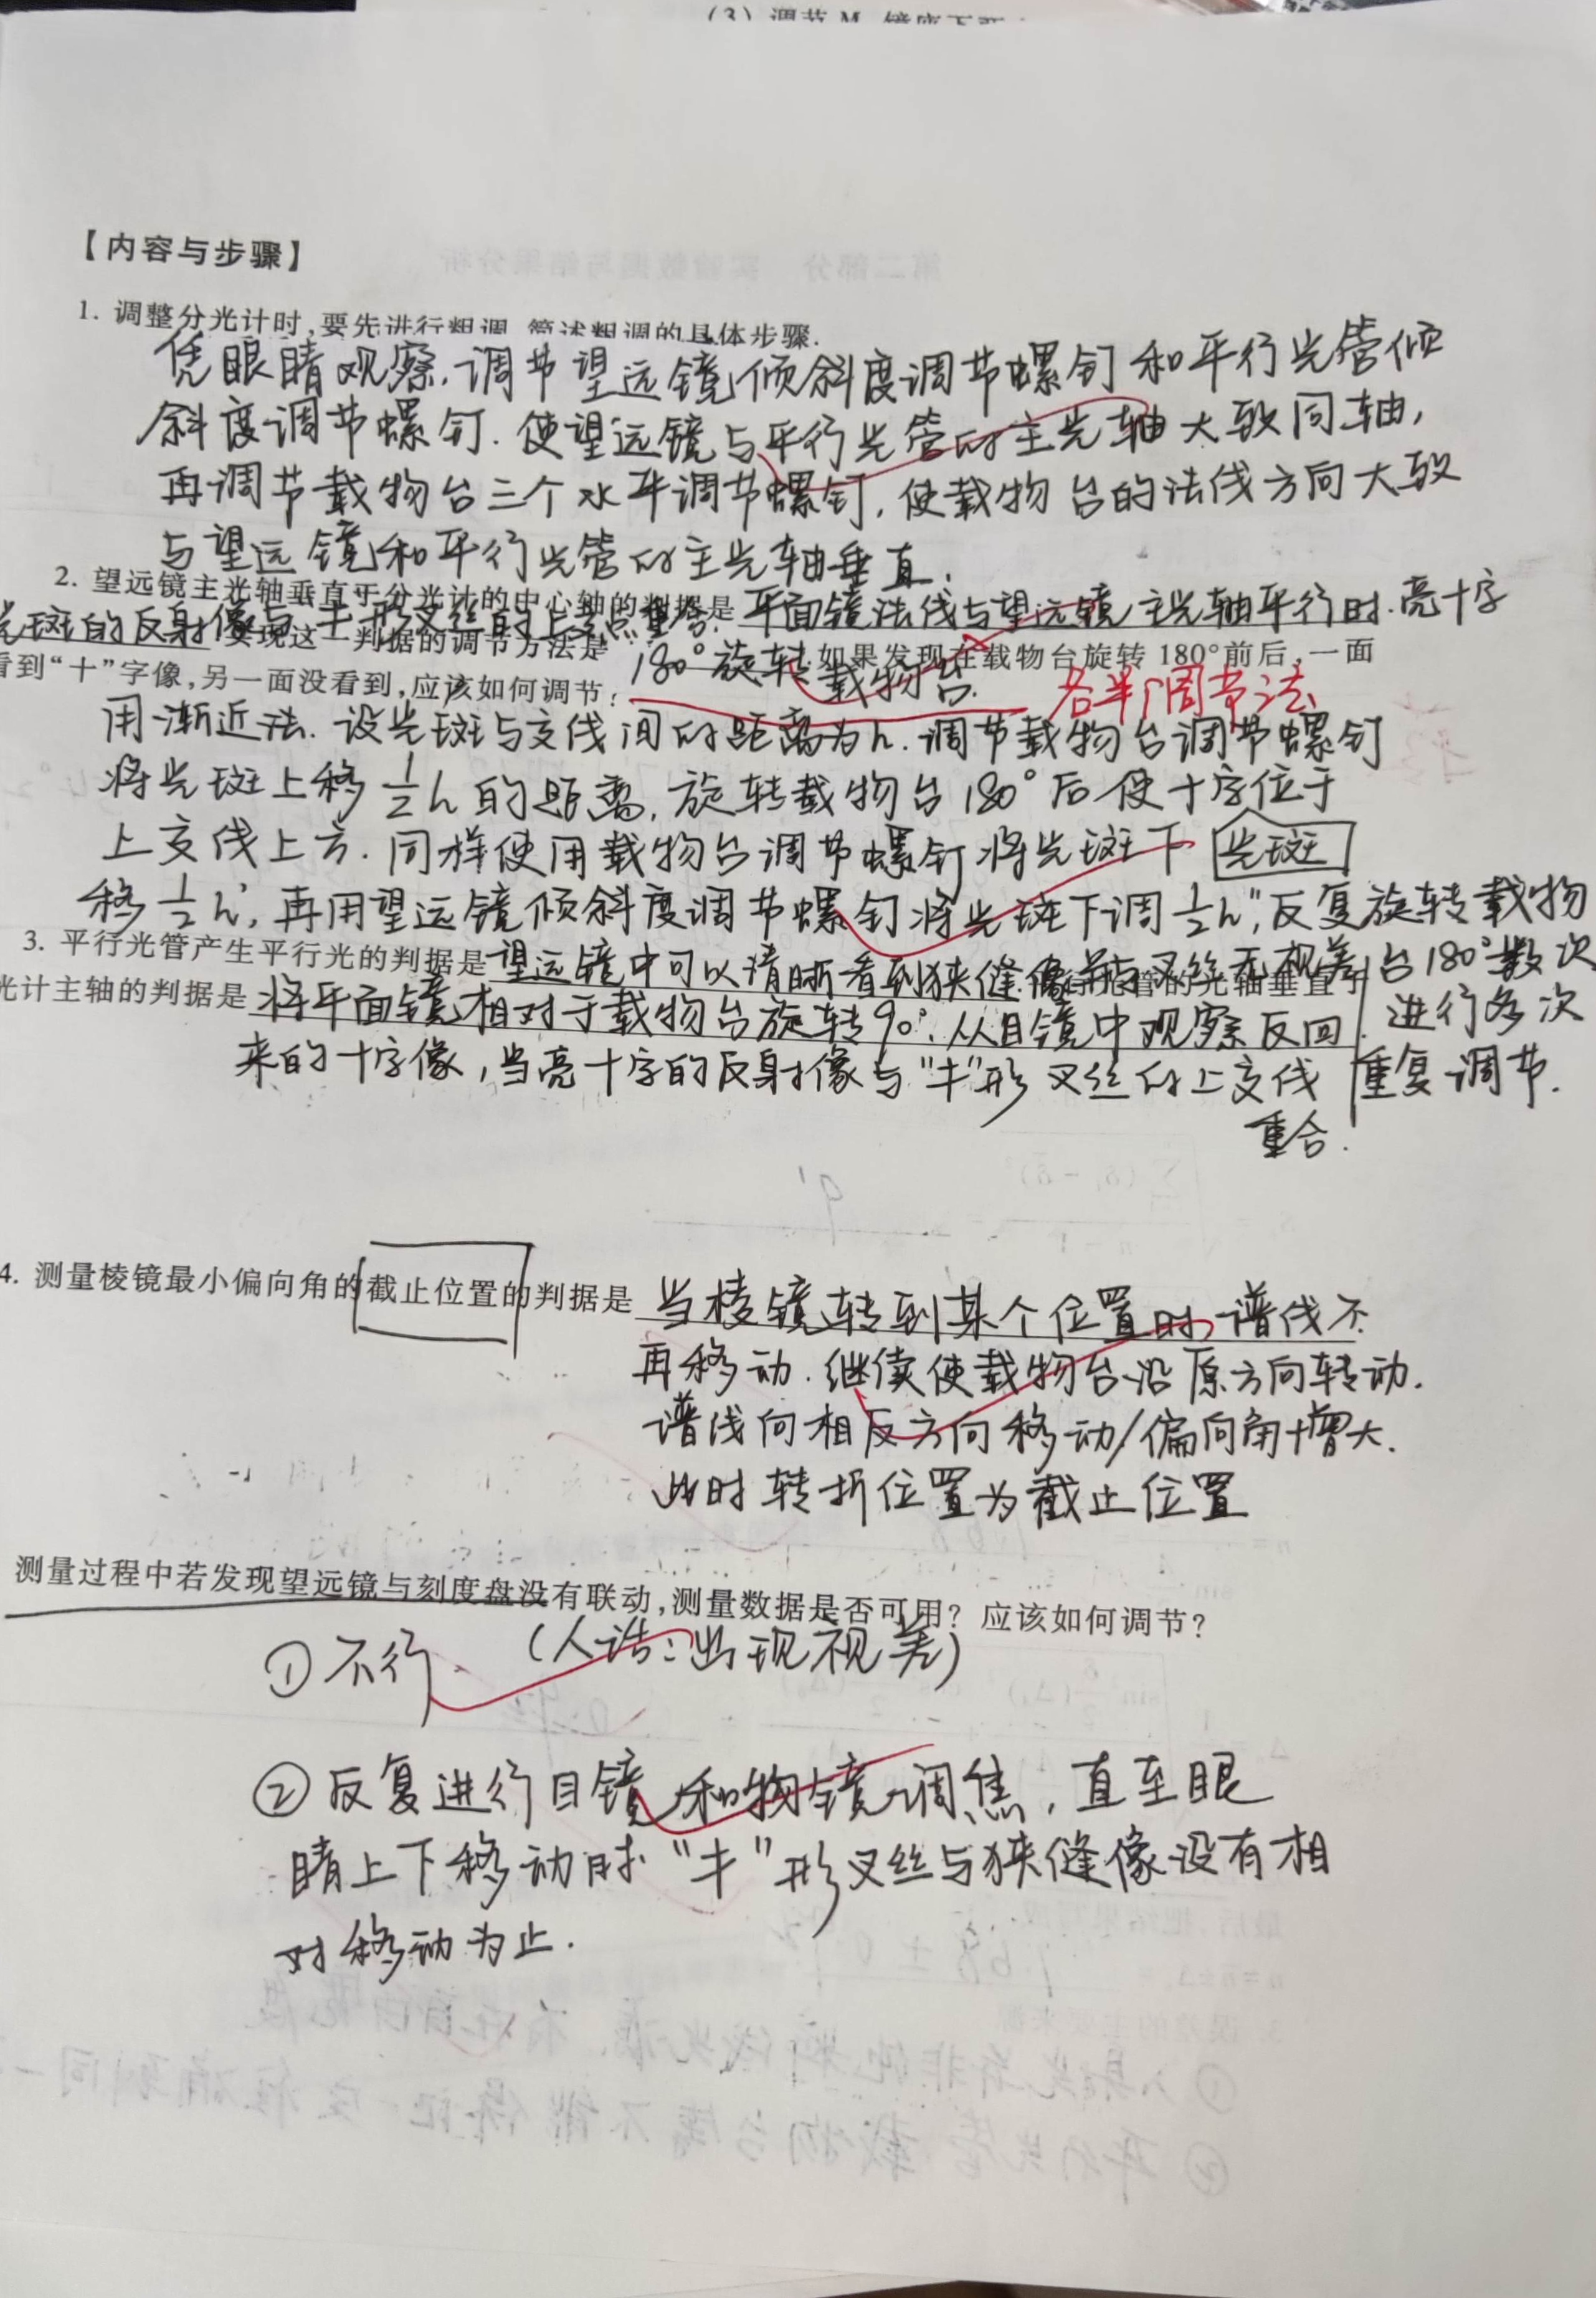 (3) 调节 M 镜座下
【内容与步骤】
1. 调整分光计时,要先进行粗调,简述粗调的具体步骤.
凭眼睛观察,调节望远镜倾斜度调节螺钉和平行光管倾
斜度调节螺钉.使望远镜与平行光管的主光轴大致同轴,
再调节载物台三个水平调节螺钉,使载物台的法线方向大致
与望远镜和平行光管的主光轴垂直.
2. 望远镜主光轴垂直于分光计的中心轴的判据是 平面镜法线与望远镜主光轴平行时.亮十字
光斑的反射像与"丰"形叉丝的上交点重合.
实现这一判据的调节方法是 180°旋转载物台. 如果发现在载物台旋转 180°前后,一面
各半调节法
看到“十”字像,另一面没看到,应该如何调节?
用渐近法.设光斑与交线间的距离为h.调节载物台调节螺钉
将光斑上移 1/2 h 的距离,旋转载物台180°后使十字位于
上交线上方.同样使用载物台调节螺钉将光斑下 光斑
移 1/2 h',再用望远镜倾斜度调节螺钉将光斑下调 1/2 h",反复旋转载物
台180°数次
进行多次
重复调节.
3. 平行光管产生平行光的判据是 望远镜中可以清晰看到狭缝像并与叉丝无视差
光管的光轴垂直于
光计主轴的判据是 将平面镜相对于载物台旋转90°.从目镜中观察反回
来的十字像,当亮十字的反射像与"丰"形叉丝的上交线
重合.
4. 测量棱镜最小偏向角的截止位置的判据是 当棱镜转到某个位置时,谱线不
再移动.继续使载物台沿原方向转动.
谱线向相反方向移动/偏向角增大.
此时转折位置为截止位置
测量过程中若发现望远镜与刻度盘没有联动,测量数据是否可用? 应该如何调节?
①不行. (人话:出现视差)
②反复进行目镜和物镜调焦,直至眼
睛上下移动时"丰"形叉丝与狭缝像没有相
对移动为止.